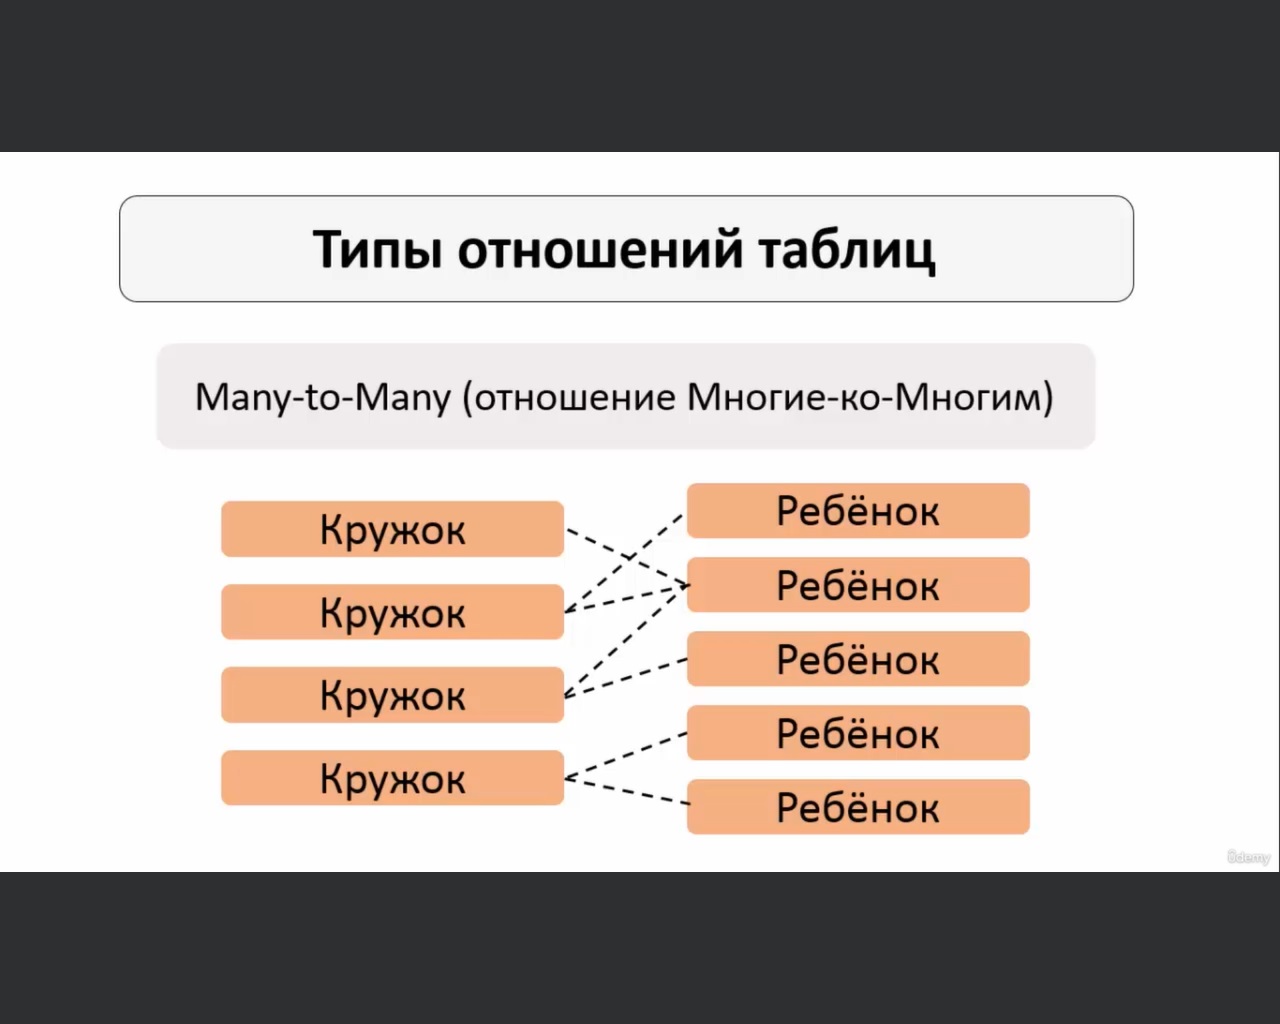 Типы отношений таблиц
Many-to-Many (отношение Многие-ко-Многим)
Кружок
Кружок
Кружок
Кружок
Ребёнок
Ребёнок
Ребёнок
Ребёнок
Ребёнок
ûdemy